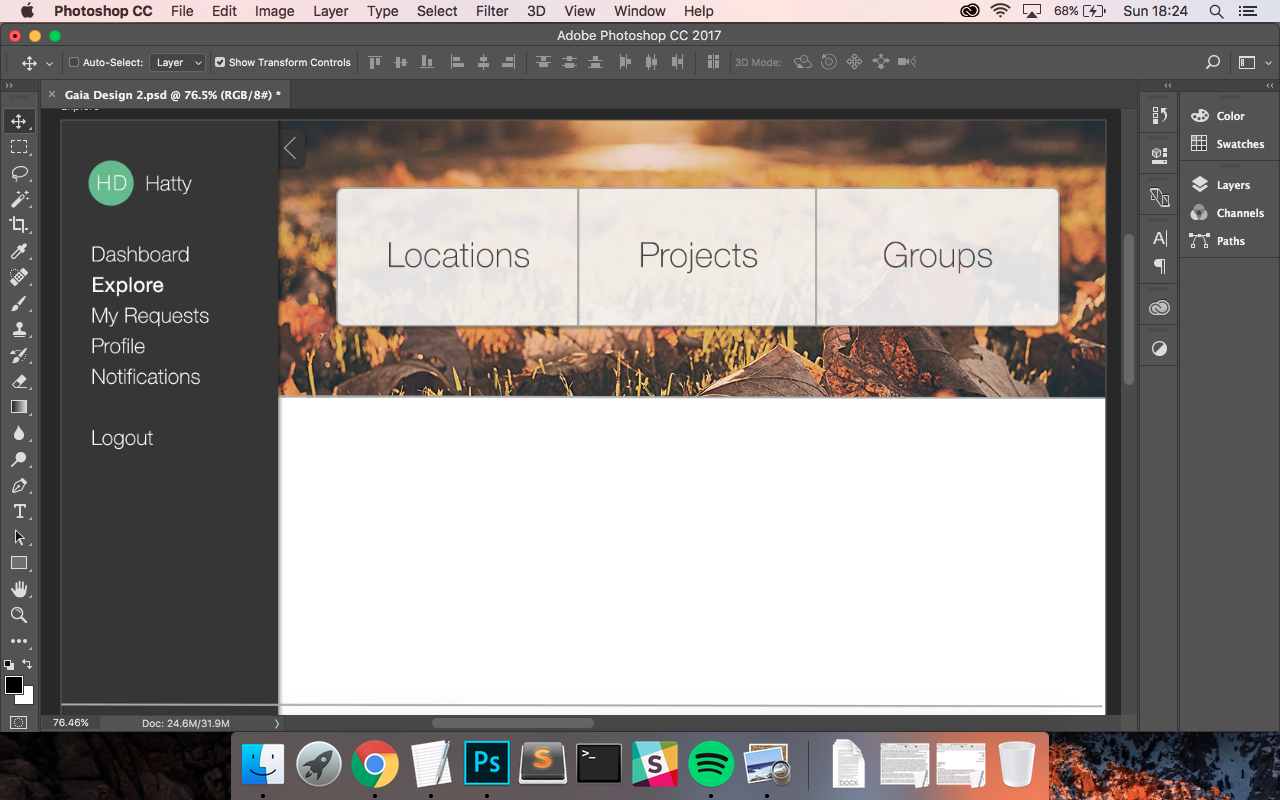 Photoshop CC File Edit Image Layer Type Select Filter 3D View Window Help 68% Sun 18:24
Adobe Photoshop CC 2017
Auto-Select: Layer Show Transform Controls 3D Mode:
Gaia Design 2.psd @ 76.5% (RGB/8#) *
HD Hatty
Dashboard
Explore
My Requests
Profile
Notifications
Logout
Locations Projects Groups
Color
Swatches
Layers
Channels
Paths
76.46% Doc: 24.6M/31.9M
Ps
DOCX